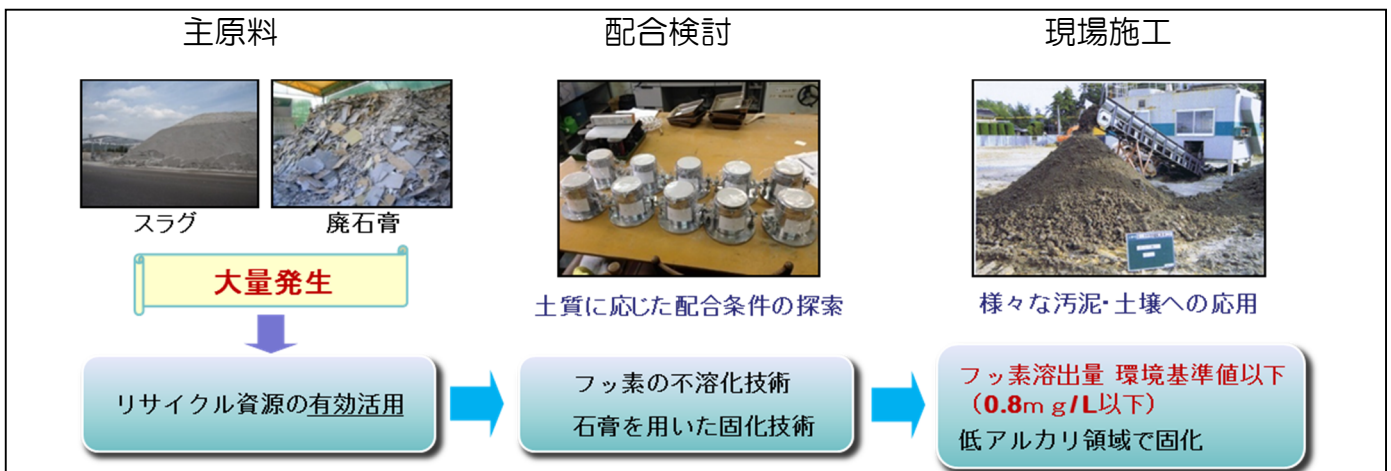 主原料
配合検討
現場施工
スラグ
廃石膏
大量発生
土質に応じた配合条件の探索
様々な汚泥・土壌への応用
リサイクル資源の有効活用
フッ素の不溶化技術
石膏を用いた固化技術
フッ素溶出量 環境基準値以下
(0.8mg/L以下)
低アルカリ領域で固化